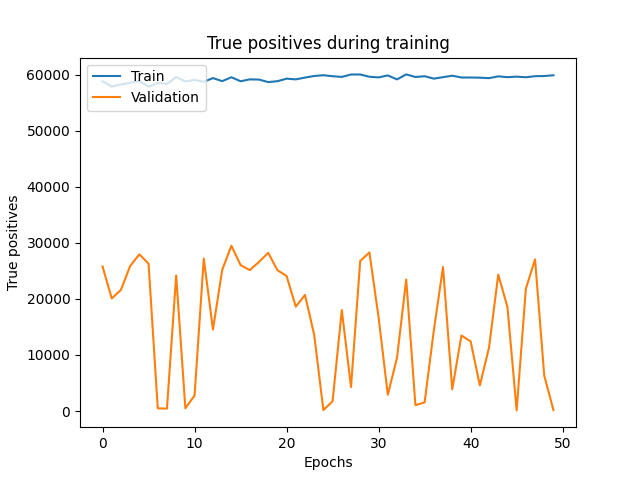 True positives during training
Train
Validation
True positives
60000
50000
40000
30000
20000
10000
0
0 10 20 30 40 50
Epochs